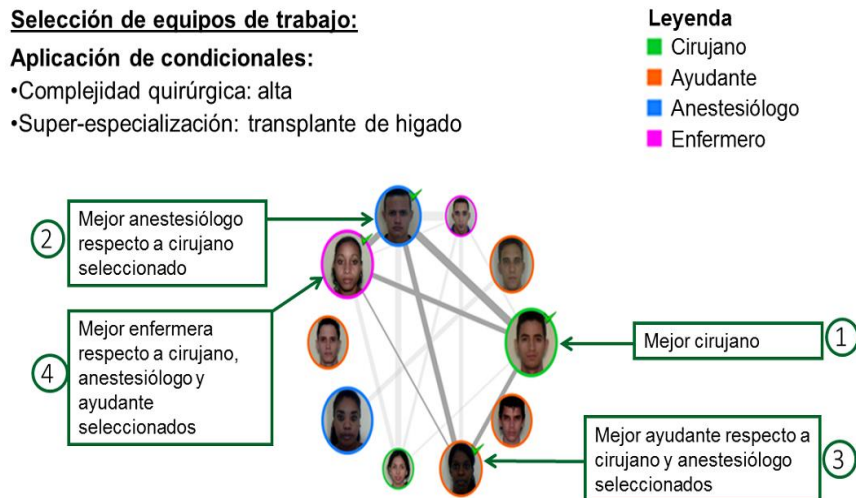 Selección de equipos de trabajo:
Aplicación de condicionales:
•Complejidad quirúrgica: alta
•Super-especialización: transplante de higado
Leyenda
Cirujano
Ayudante
Anestesiólogo
Enfermero
2
Mejor anestesiólogo
respecto a cirujano
seleccionado
4
Mejor enfermera
respecto a cirujano,
anestesiólogo y
ayudante
seleccionados
Mejor cirujano
1
Mejor ayudante respecto a
cirujano y anestesiólogo
seleccionados
3